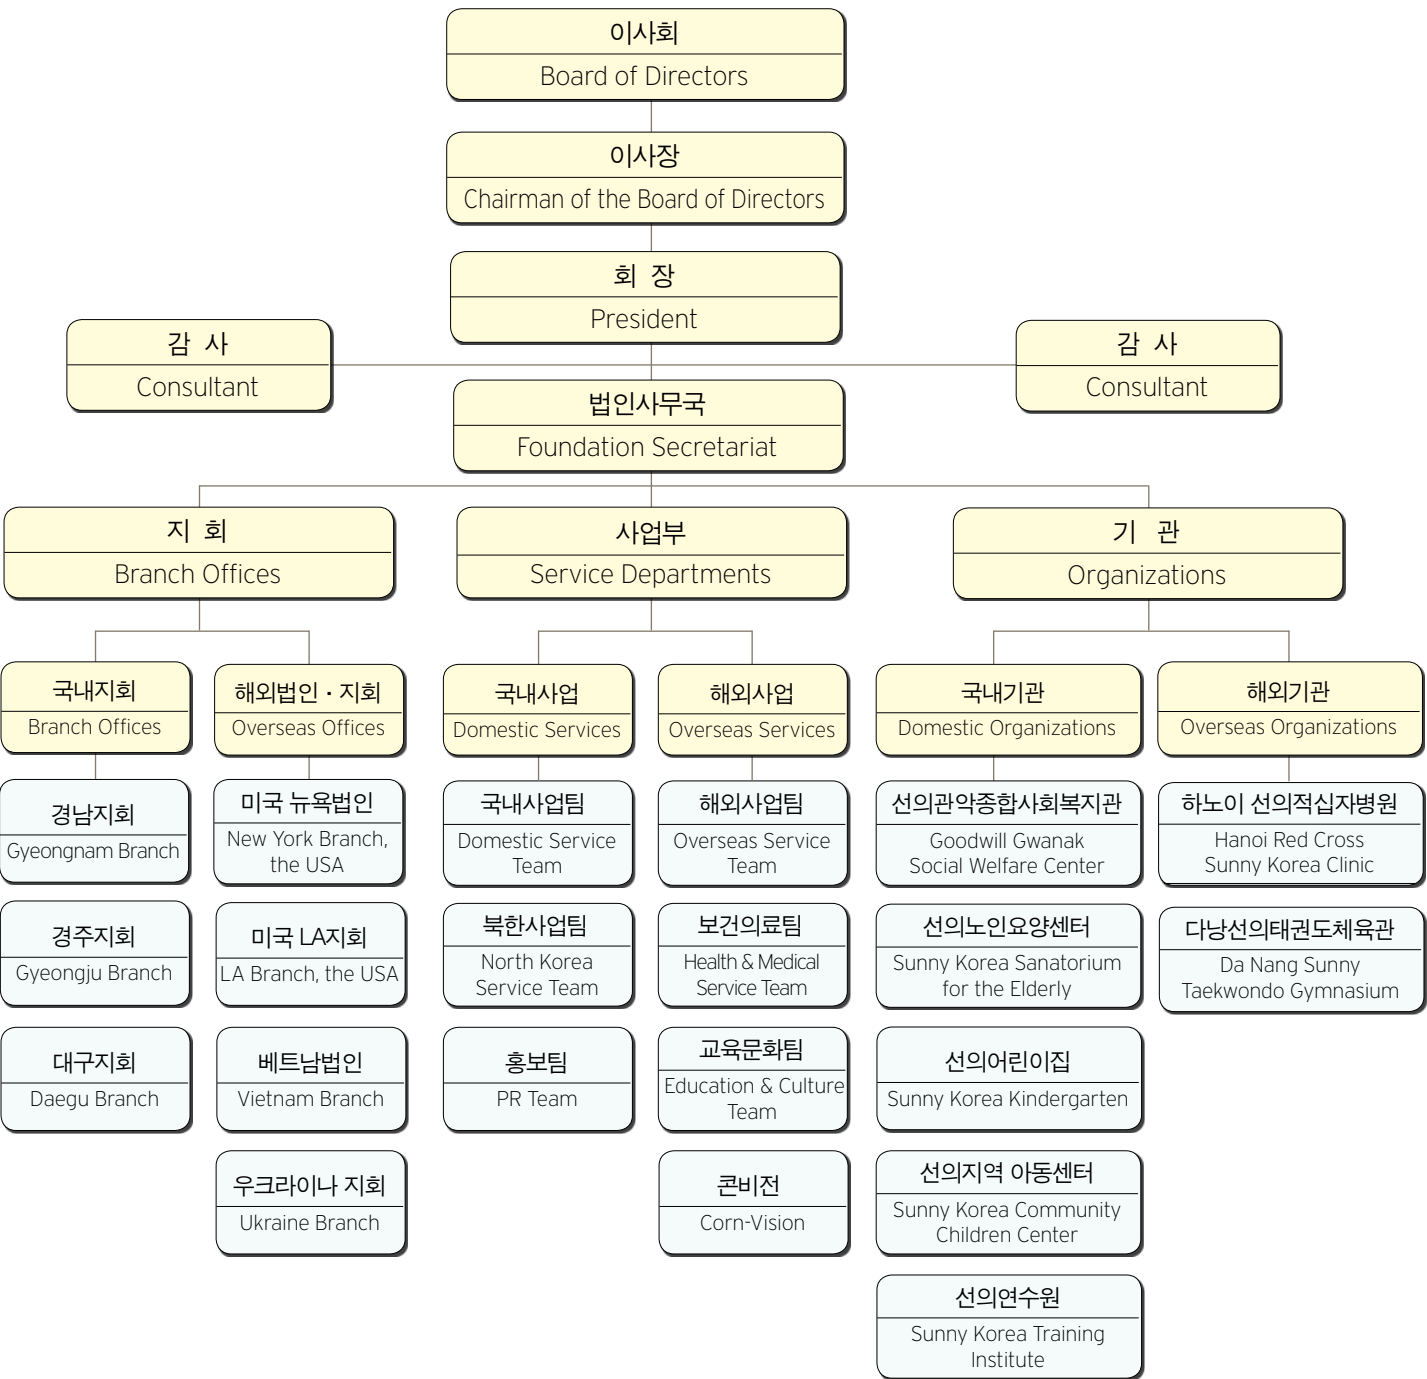 이사회
Board of Directors
이사장
Chairman of the Board of Directors
회 장
President
감 사
Consultant
감 사
Consultant
법인사무국
Foundation Secretariat
지 회
Branch Offices
사업부
Service Departments
기 관
Organizations
국내지회
Branch Offices
해외법인 · 지회
Overseas Offices
국내사업
Domestic Services
해외사업
Overseas Services
국내기관
Domestic Organizations
해외기관
Overseas Organizations
경남지회
Gyeongnam Branch
경주지회
Gyeongju Branch
대구지회
Daegu Branch
미국 뉴욕법인
New York Branch,
the USA
미국 LA지회
LA Branch, the USA
베트남법인
Vietnam Branch
우크라이나 지회
Ukraine Branch
국내사업팀
Domestic Service
Team
북한사업팀
North Korea
Service Team
홍보팀
PR Team
해외사업팀
Overseas Service
Team
보건의료팀
Health & Medical
Service Team
교육문화팀
Education & Culture
Team
콘비전
Corn-Vision
선의관악종합사회복지관
Goodwill Gwanak
Social Welfare Center
선의노인요양센터
Sunny Korea Sanatorium
for the Elderly
선의어린이집
Sunny Korea Kindergarten
선의지역 아동센터
Sunny Korea Community
Children Center
선의연수원
Sunny Korea Training
Institute
하노이 선의적십자병원
Hanoi Red Cross
Sunny Korea Clinic
다낭선의태권도체육관
Da Nang Sunny
Taekwondo Gymnasium